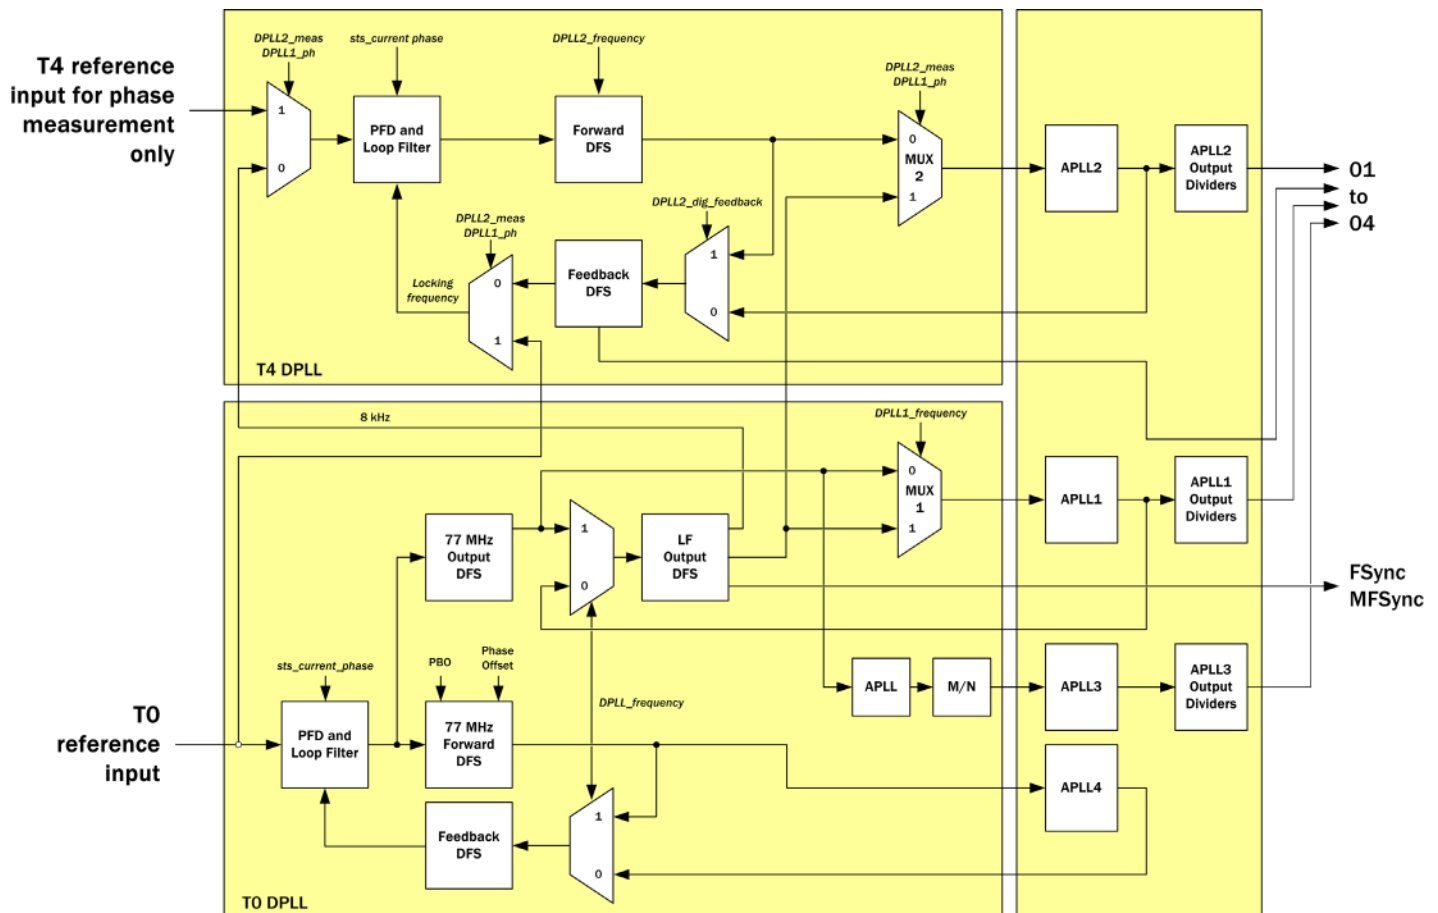 DPLL2_meas
DPLL1_ph
sts_current phase
DPLL2_frequency
DPLL2_meas
DPLL1_ph
T4 reference
input for phase
measurement
only
1
0
PFD and
Loop Filter
Forward
DFS
0
MUX
2
1
APLL2
APLL2
Output
Dividers
O1
to
O4
DPLL2_dig_feedback
DPLL2_meas
DPLL1_ph
Locking
frequency
0
1
Feedback
DFS
1
0
T4 DPLL
8 kHz
DPLL1_frequency
0
MUX
1
1
APLL1
APLL1
Output
Dividers
77 MHz
Output
DFS
1
0
LF
Output
DFS
FSync
MFSync
sts_current_phase
PBO
Phase
Offset
DPLL_frequency
APLL
M/N
APLL3
APLL3
Output
Dividers
T0
reference
input
PFD and
Loop Filter
77 MHz
Forward
DFS
APLL4
Feedback
DFS
1
0
T0 DPLL